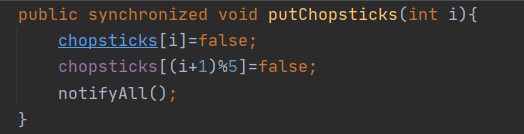 public synchronized void putChopsticks(int i){
chopsticks[i]=false;
chopsticks[(i+1)%5]=false;
notifyAll();
}